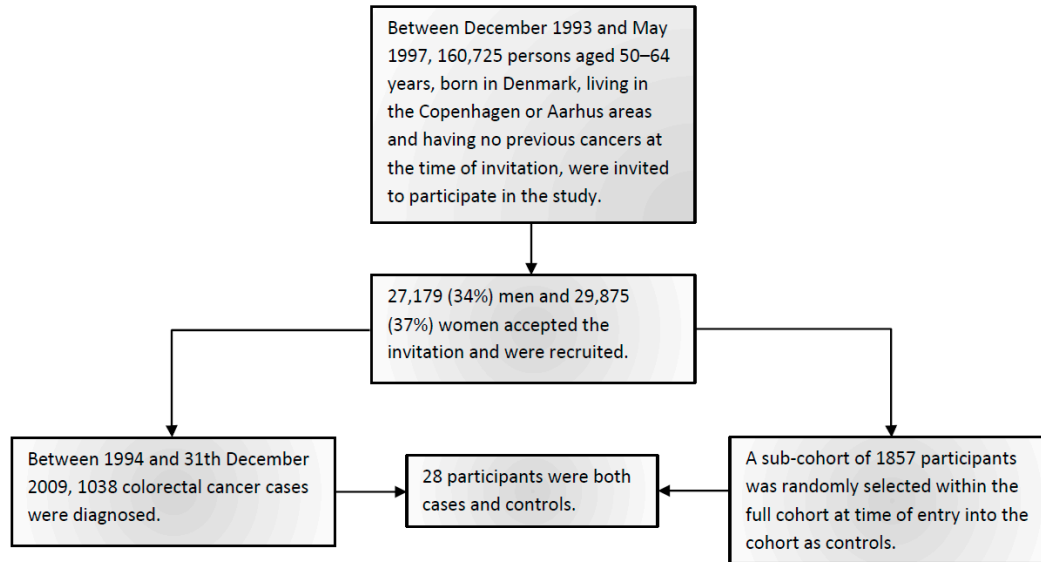 Between December 1993 and May
1997, 160,725 persons aged 50–64
years, born in Denmark, living in
the Copenhagen or Aarhus areas
and having no previous cancers at
the time of invitation, were invited
to participate in the study.
27,179 (34%) men and 29,875
(37%) women accepted the
invitation and were recruited.
Between 1994 and 31th December
2009, 1038 colorectal cancer cases
were diagnosed.
28 participants were both
cases and controls.
A sub-cohort of 1857 participants
was randomly selected within the
full cohort at time of entry into the
cohort as controls.